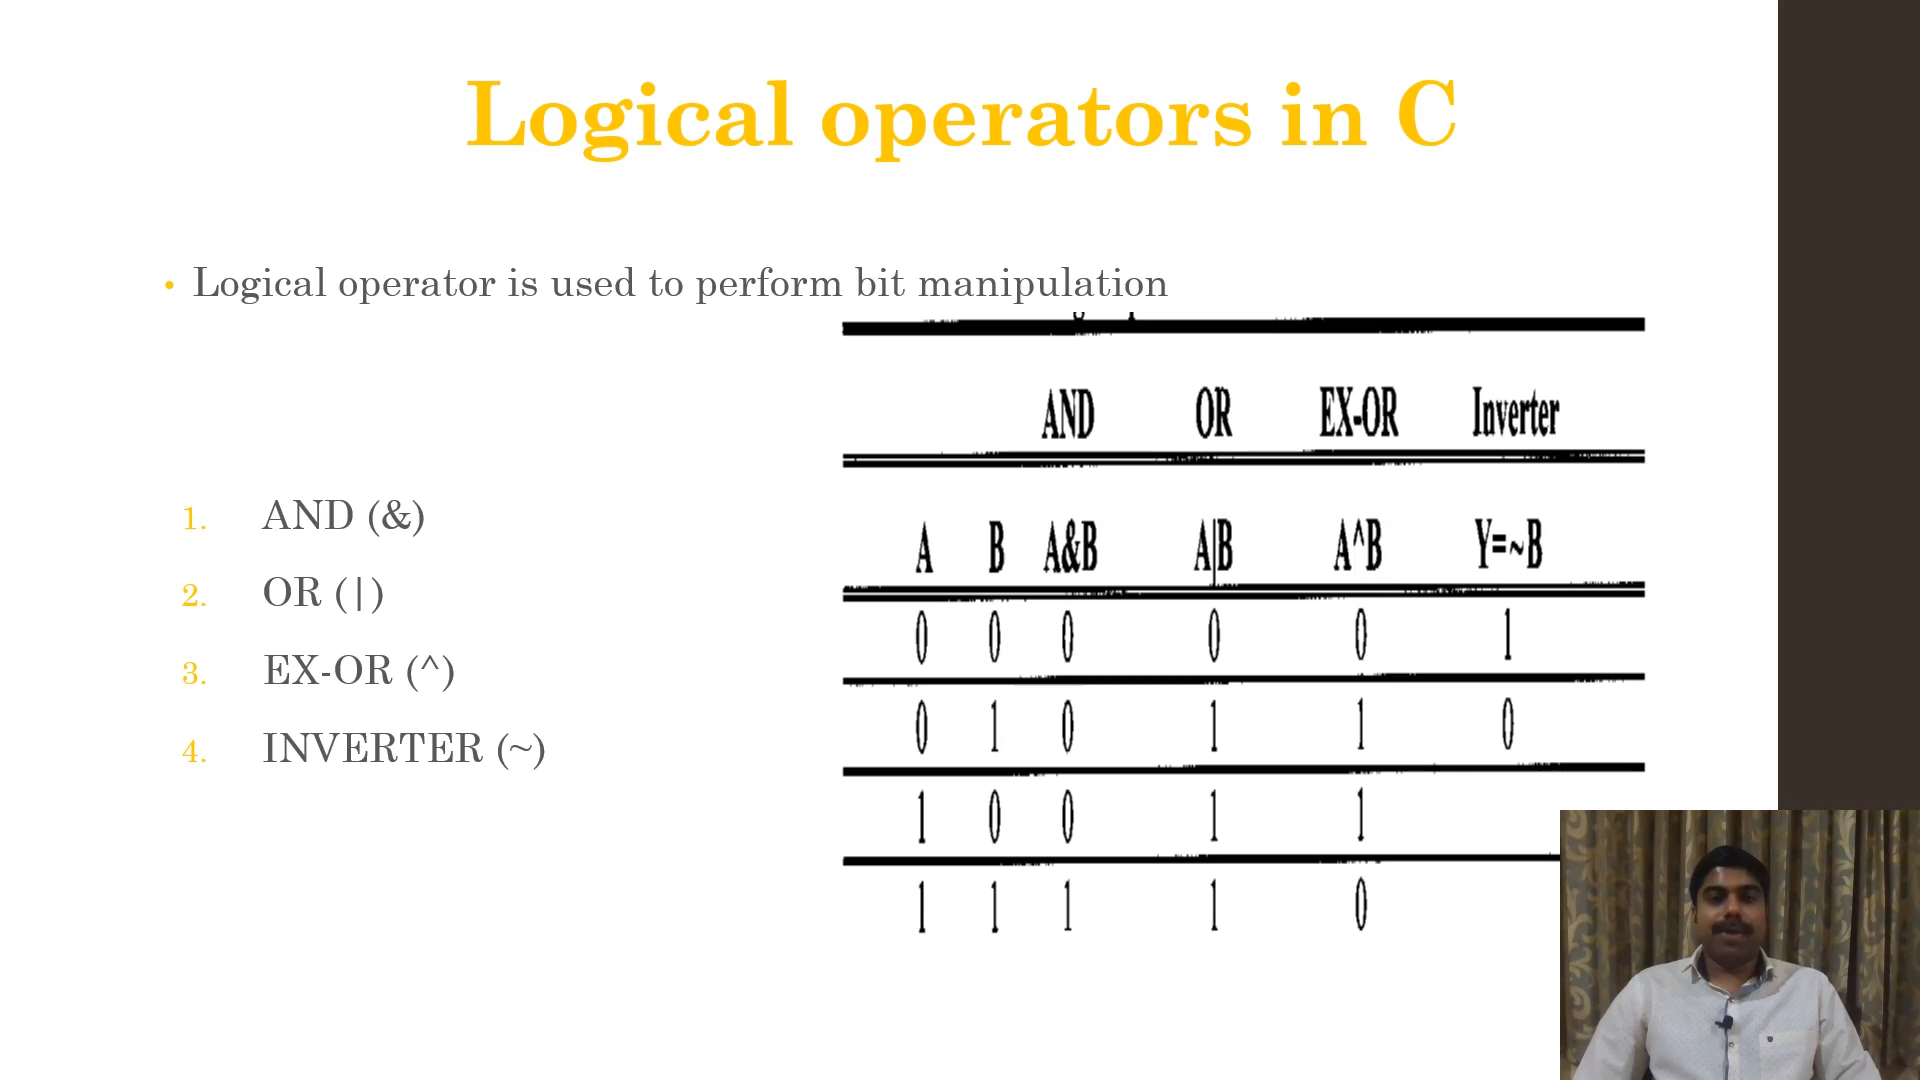 Logical operators in C
• Logical operator is used to perform bit manipulation
1. AND (&)
2. OR (|)
3. EX-OR (^)
4. INVERTER (~)
AND OR EX-OR Inverter
A B A&B A|B A^B Y=~B
0 0 0 0 0 1
0 1 0 1 1 0
1 0 0 1 1
1 1 1 1 0